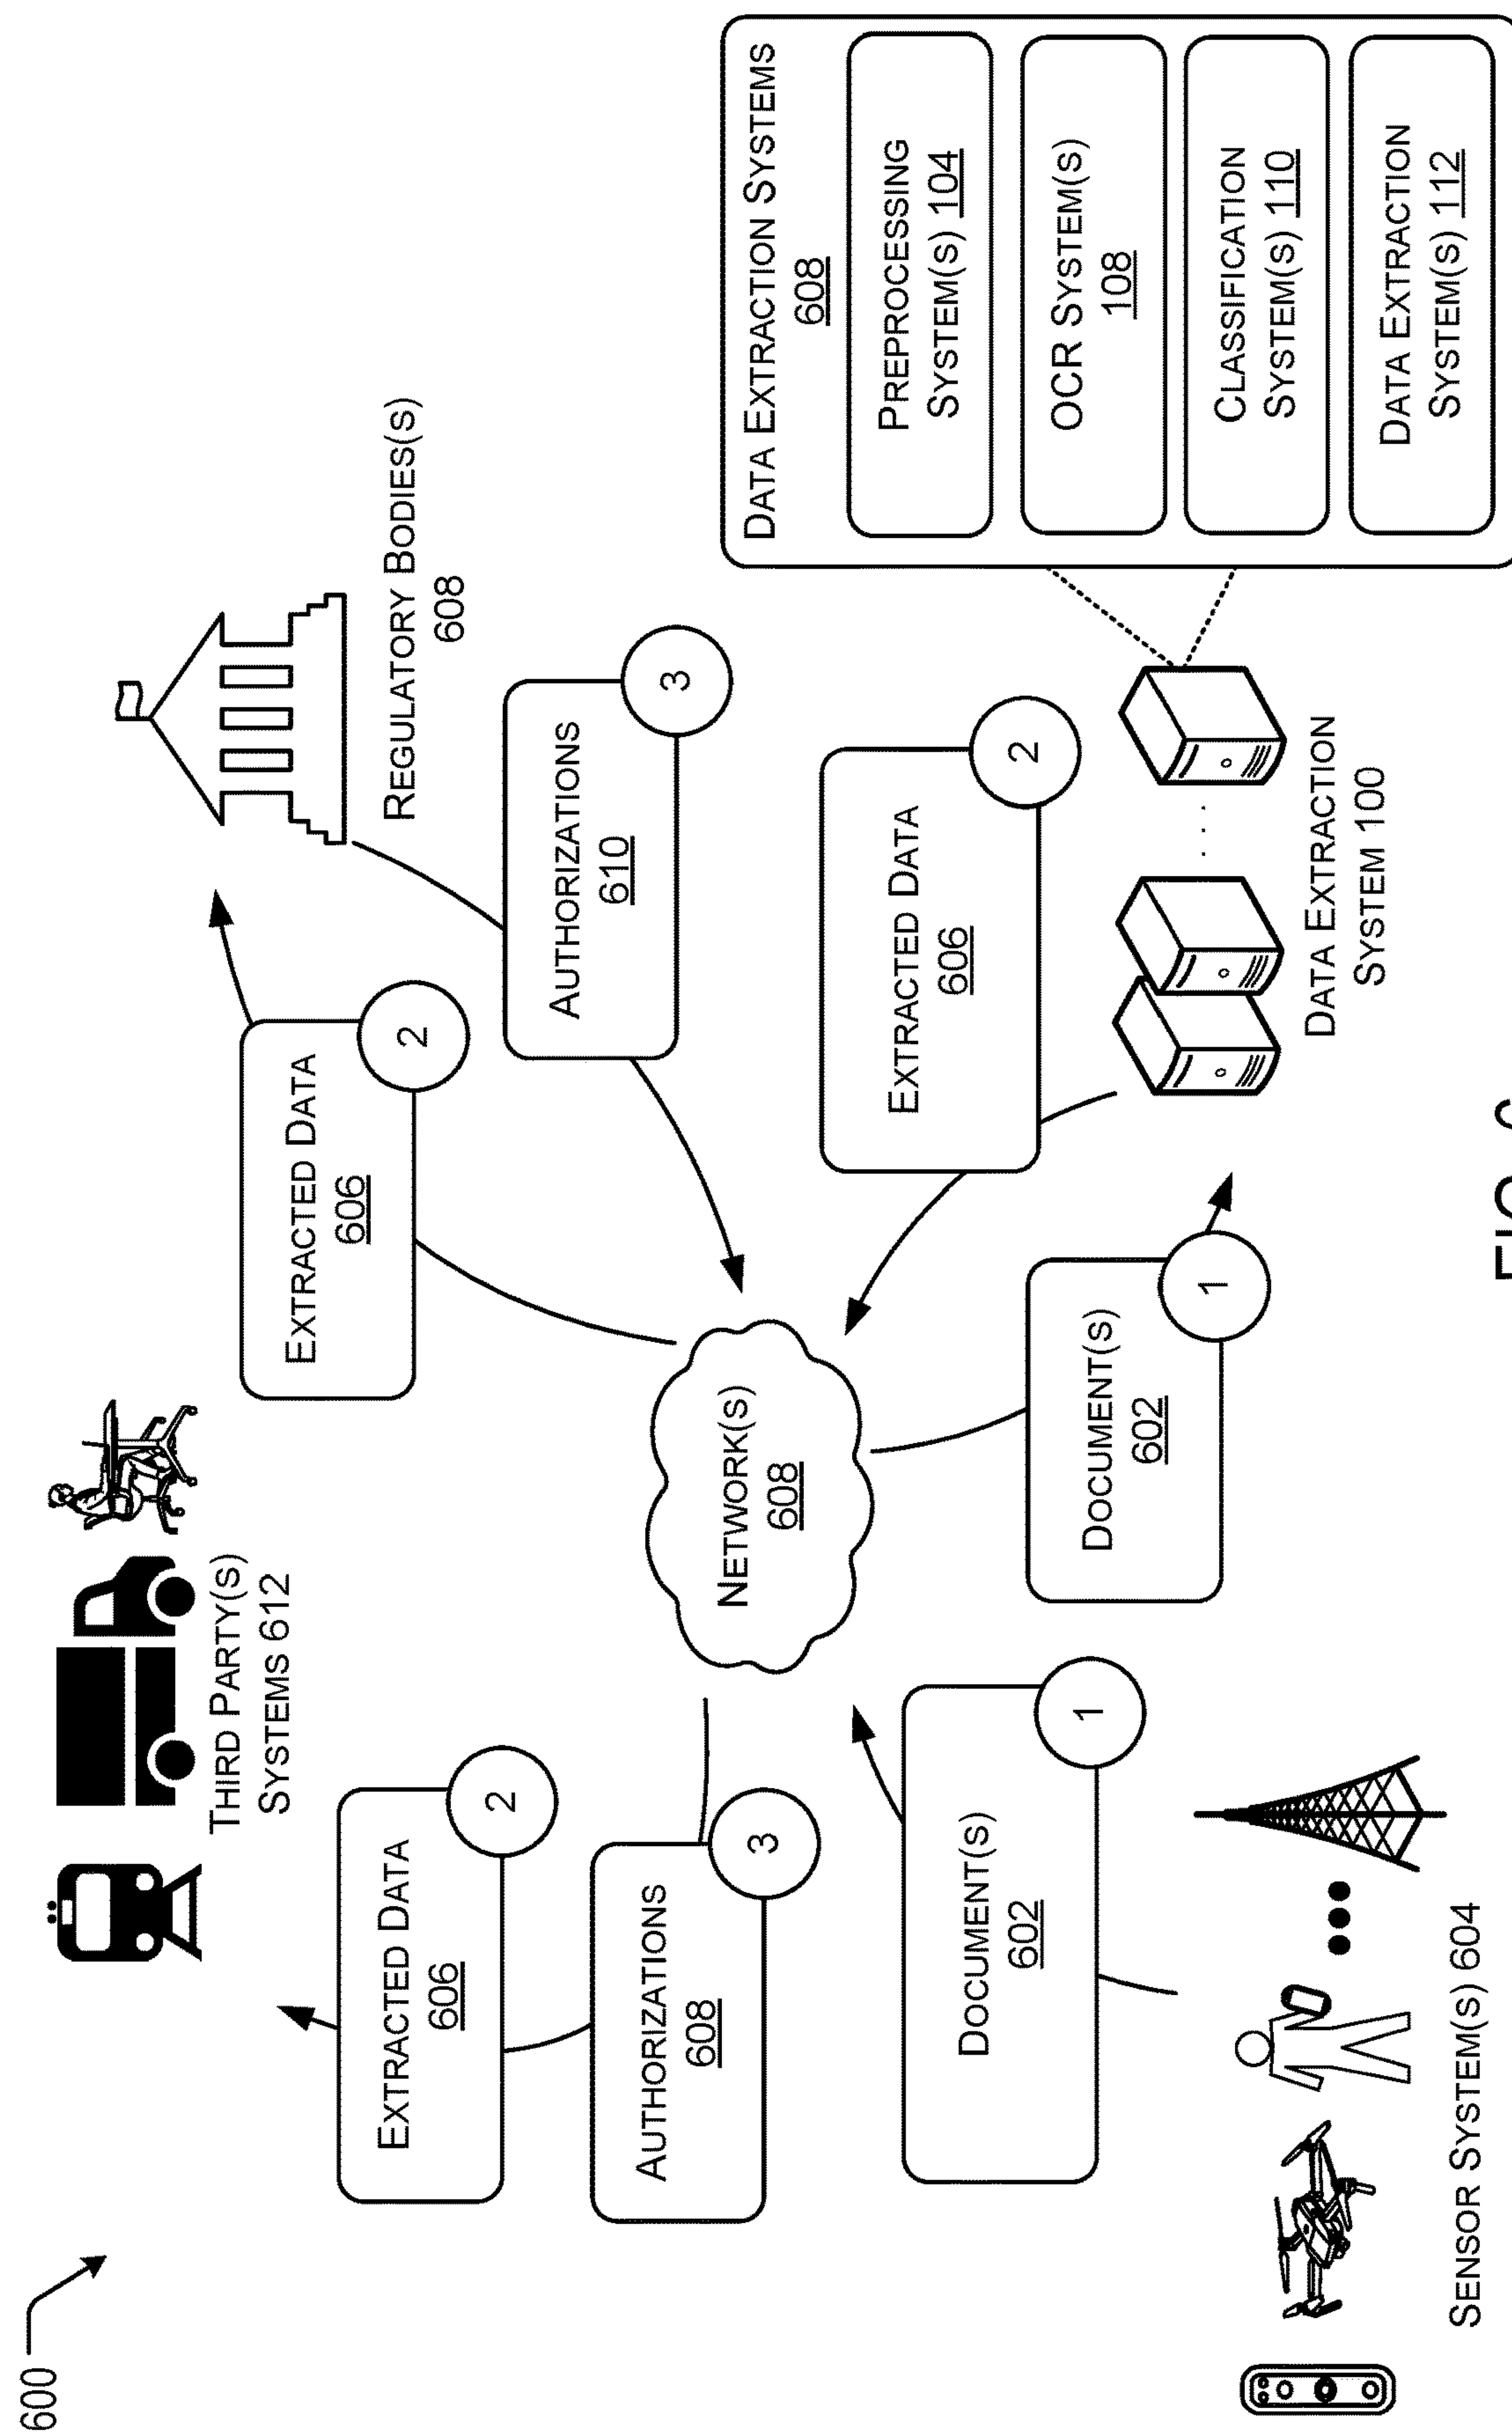 600
THIRD PARTY(S)
SYSTEMS 612
REGULATORY BODIES(S)
608
EXTRACTED DATA
606
2
EXTRACTED DATA
606
2
AUTHORIZATIONS
608
3
AUTHORIZATIONS
610
3
NETWORK(S)
608
DOCUMENT(S)
602
1
DOCUMENT(S)
602
1
EXTRACTED DATA
606
2
SENSOR SYSTEM(S) 604
DATA EXTRACTION
SYSTEM 100
DATA EXTRACTION SYSTEMS
608
PREPROCESSING
SYSTEM(S) 104
OCR SYSTEM(S)
108
CLASSIFICATION
SYSTEM(S) 110
DATA EXTRACTION
SYSTEM(S) 112